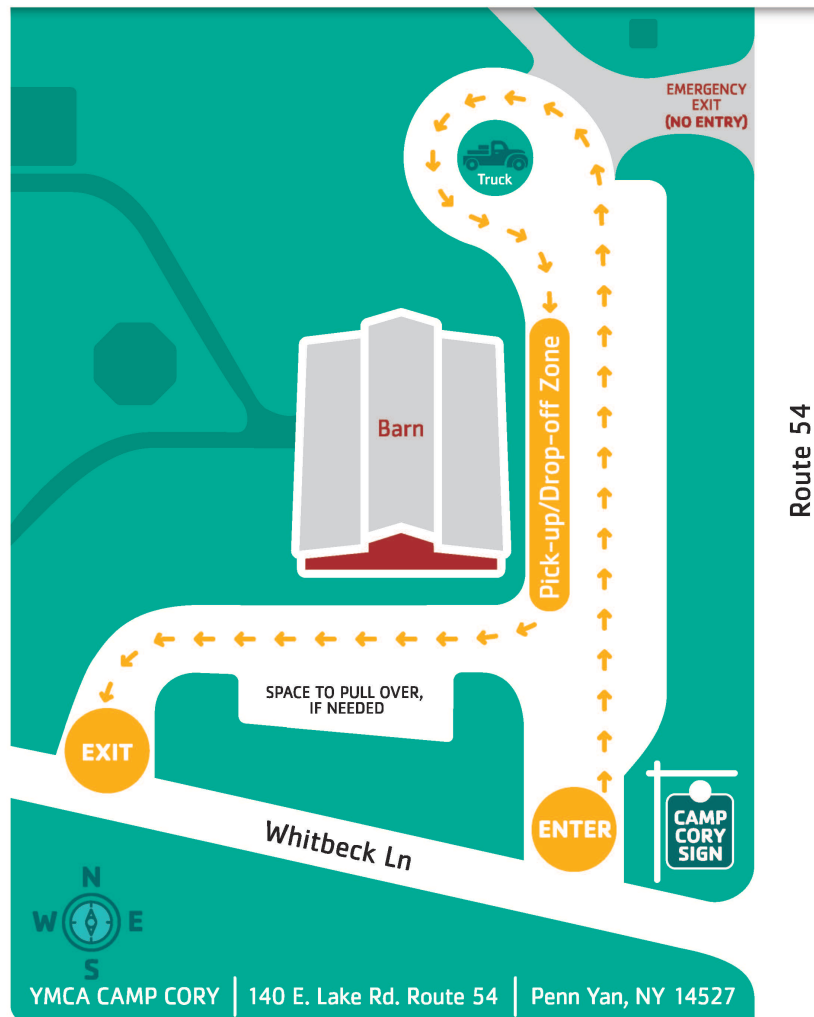 EMERGENCY
EXIT
(NO ENTRY)
Truck
Barn
Pick-up/Drop-off Zone
Route 54
SPACE TO PULL OVER,
IF NEEDED
EXIT
ENTER
CAMP
CORY
SIGN
Whitbeck Ln
N
W E
S
YMCA CAMP CORY 140 E. Lake Rd. Route 54 Penn Yan, NY 14527